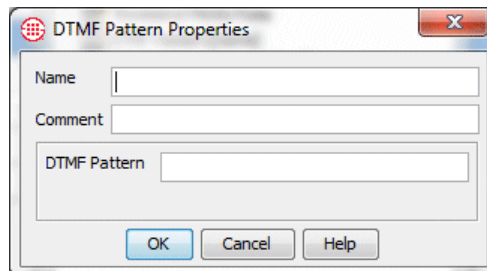 DTMF Pattern Properties
Name
Comment
DTMF Pattern
OK Cancel Help